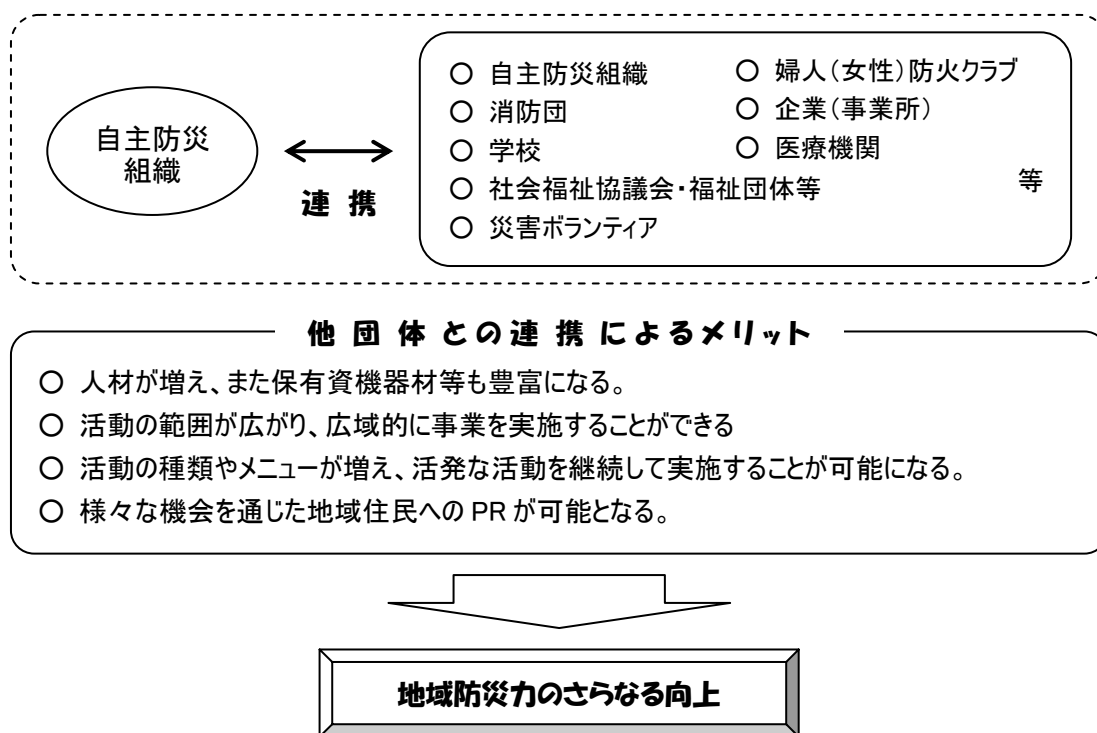 自主防災
組織
連 携
○ 自主防災組織
○ 消防団
○ 学校
○ 社会福祉協議会・福祉団体等
○ 災害ボランティア
○ 婦人(女性)防火クラブ
○ 企業(事業所)
○ 医療機関
等
他 団 体 と の 連 携 に よ る メ リ ッ ト
○ 人材が増え、また保有資機器材等も豊富になる。
○ 活動の範囲が広がり、広域的に事業を実施することができる
○ 活動の種類やメニューが増え、活発な活動を継続して実施することが可能になる。
○ 様々な機会を通じた地域住民への PR が可能となる。
地域防災力のさらなる向上